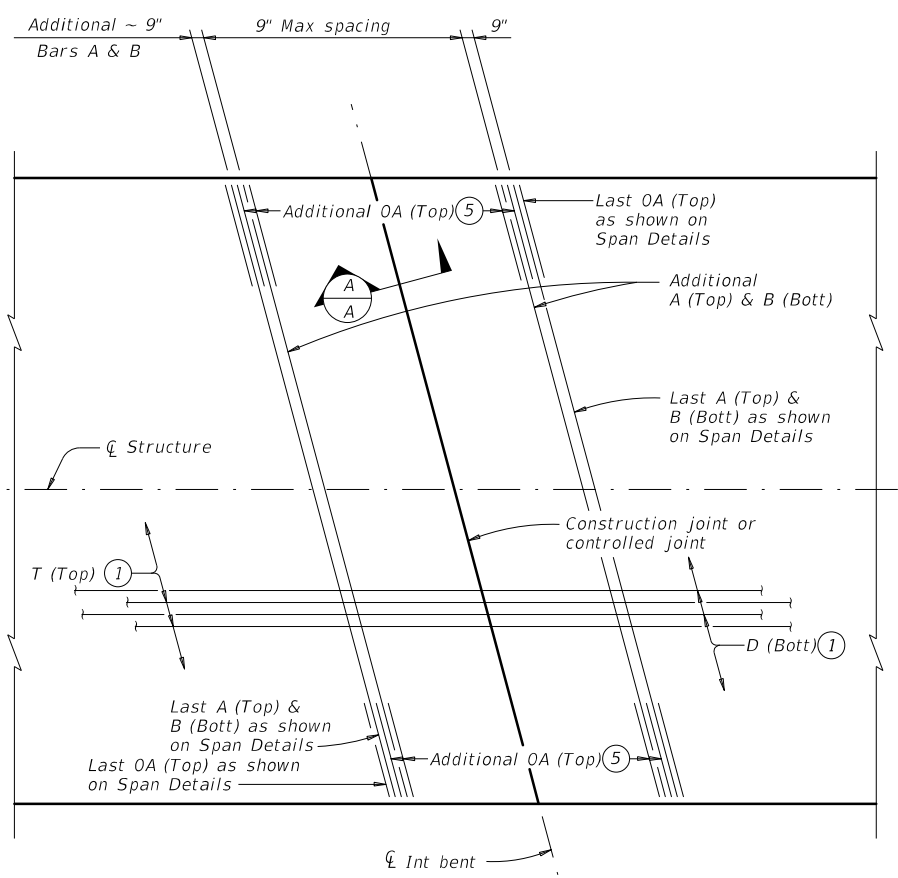 Additional ~ 9"
Bars A & B
9" Max spacing
9"
Additional OA (Top) 5
Last OA (Top)
as shown on
Span Details
A
A
Additional
A (Top) & B (Bott)
Last A (Top) &
B (Bott) as shown
on Span Details
℄ Structure
Construction joint or
controlled joint
T (Top) 1
D (Bott) 1
Last A (Top) &
B (Bott) as shown
on Span Details
Last OA (Top) as shown
on Span Details
Additional OA (Top) 5
℄ Int bent